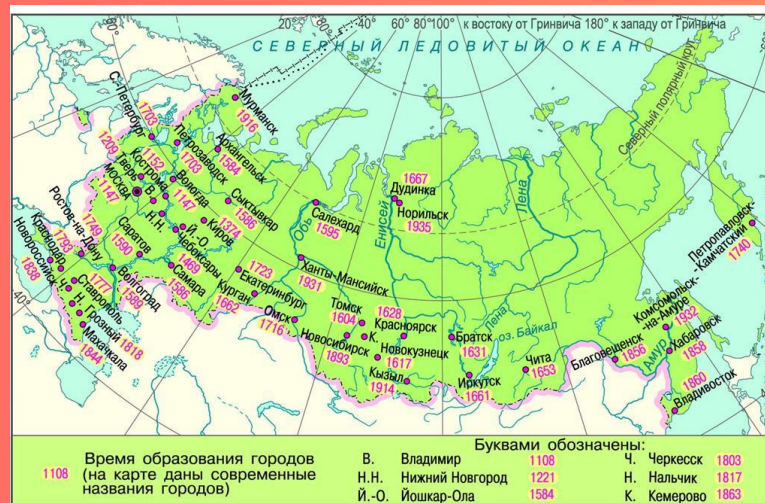 20° 40° 60° 80° 100° к востоку от Гринвича 180° к западу от Гринвича
СЕВЕРНЫЙ ЛЕДОВИТЫЙ ОКЕАН
Северный полярный круг
Мурманск
1916
С.-Петербург
1703
Петрозаводск
1703
Архангельск
1584
1209
Тверь
1152
Кострома
Вологда
1147
Москва
1147
В.
Н.Н.
Й.-О.
Сыктывкар
1586
Киров
1374
Чебоксары
1469
Самара
1586
Саратов
1590
Волгоград
1589
Ростов-на Дону
1749
Краснодар
1793
Новороссийск
1838
Ставрополь
1777
Ч.
Н.
Грозный
1818
Махачкала
1844
40°
Салехард
1595
Обь
Ханты-Мансийск
1931
1723
Екатеринбург
Курган
1662
Омск
1716
1667
Дудинка
Норильск
1935
Енисей
Лена
Томск
1604
1628
Красноярск
К.
Новокузнецк
1617
Новосибирск
1893
Кызыл
1914
Братск
1631
Лена
оз. Байкал
Иркутск
1661
Чита
1653
Благовещенск
1856
Амур
Комсомольск-
-на-Амуре
1932
Хабаровск
1858
1860
Владивосток
Петропавловск-
-Камчатский
1740
1108
Время образования городов
(на карте даны современные
названия городов)
Буквами обозначены:
В. Владимир 1108
Н.Н. Нижний Новгород 1221
Й.-О. Йошкар-Ола 1584
Ч. Черкесск 1803
Н. Нальчик 1817
К. Кемерово 1863